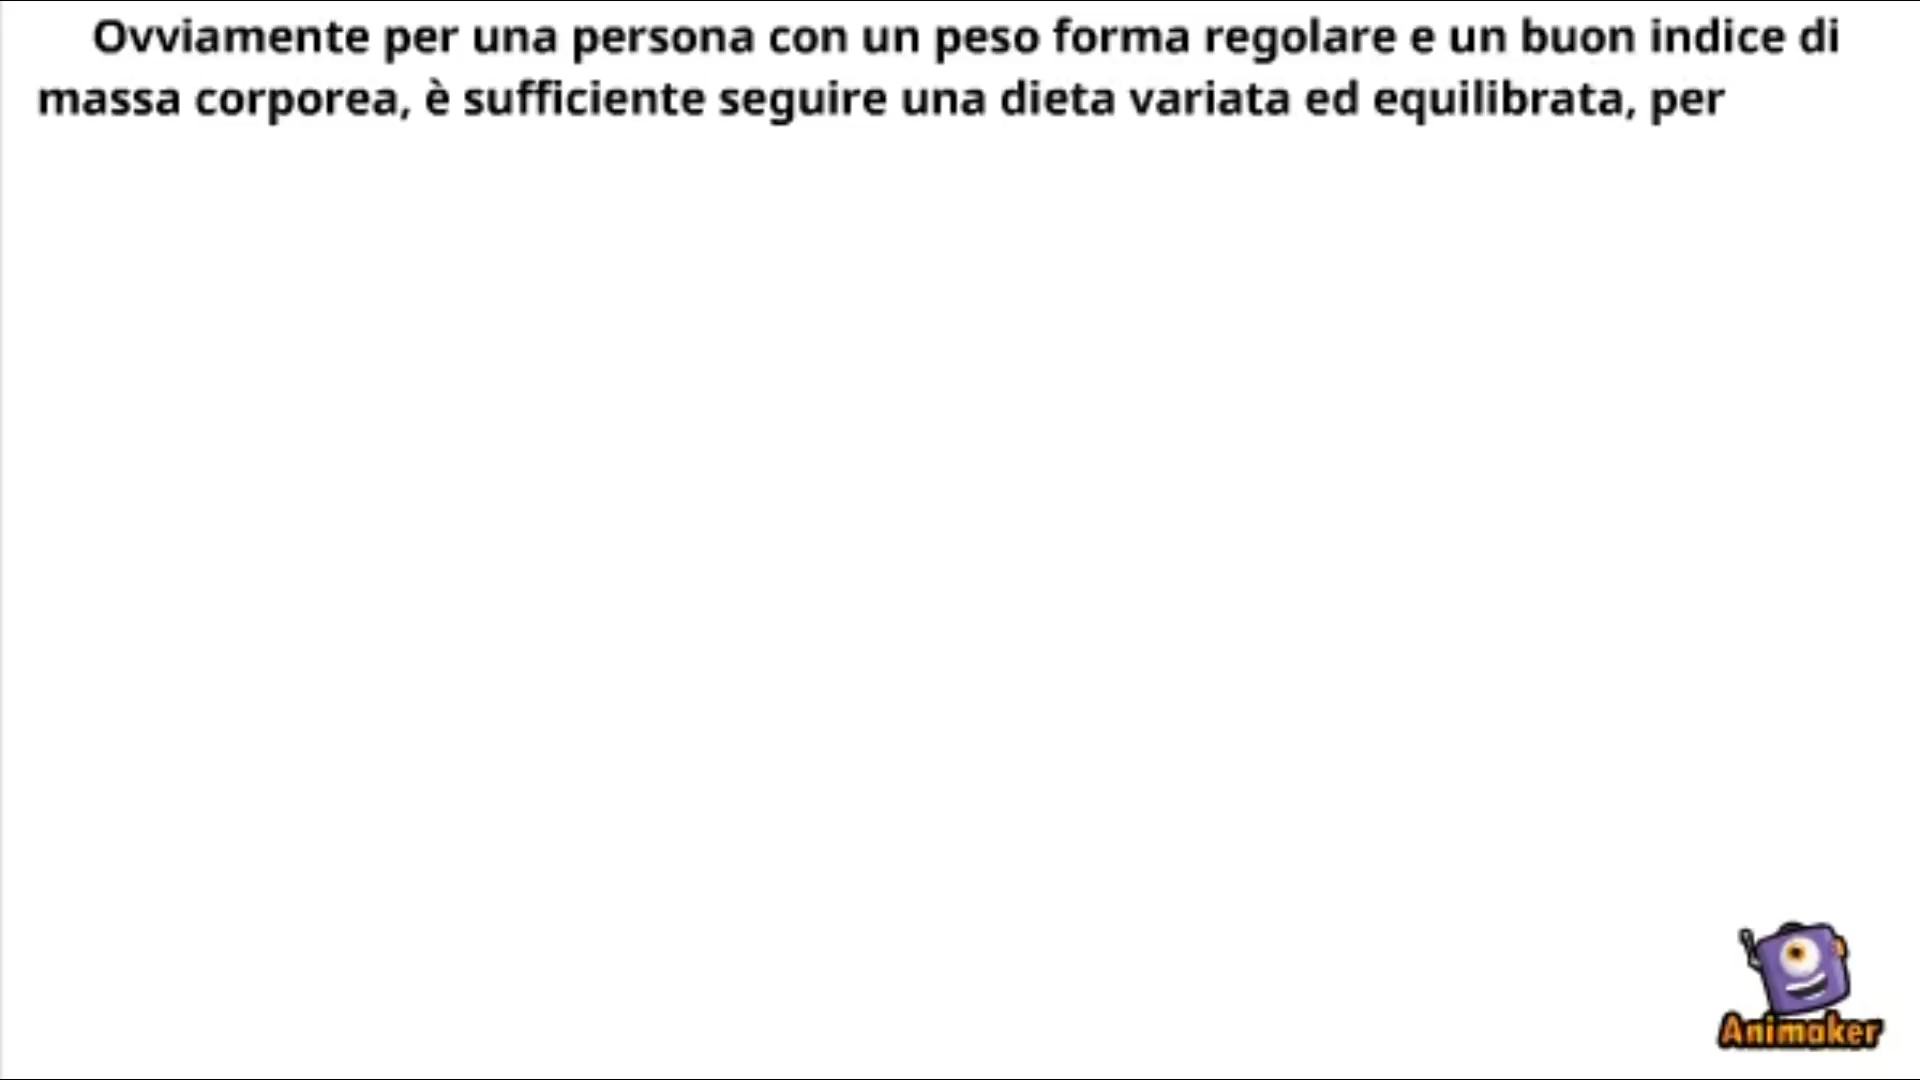 Ovviamente per una persona con un peso forma regolare e un buon indice di
massa corporea, è sufficiente seguire una dieta variata ed equilibrata, per
Animaker